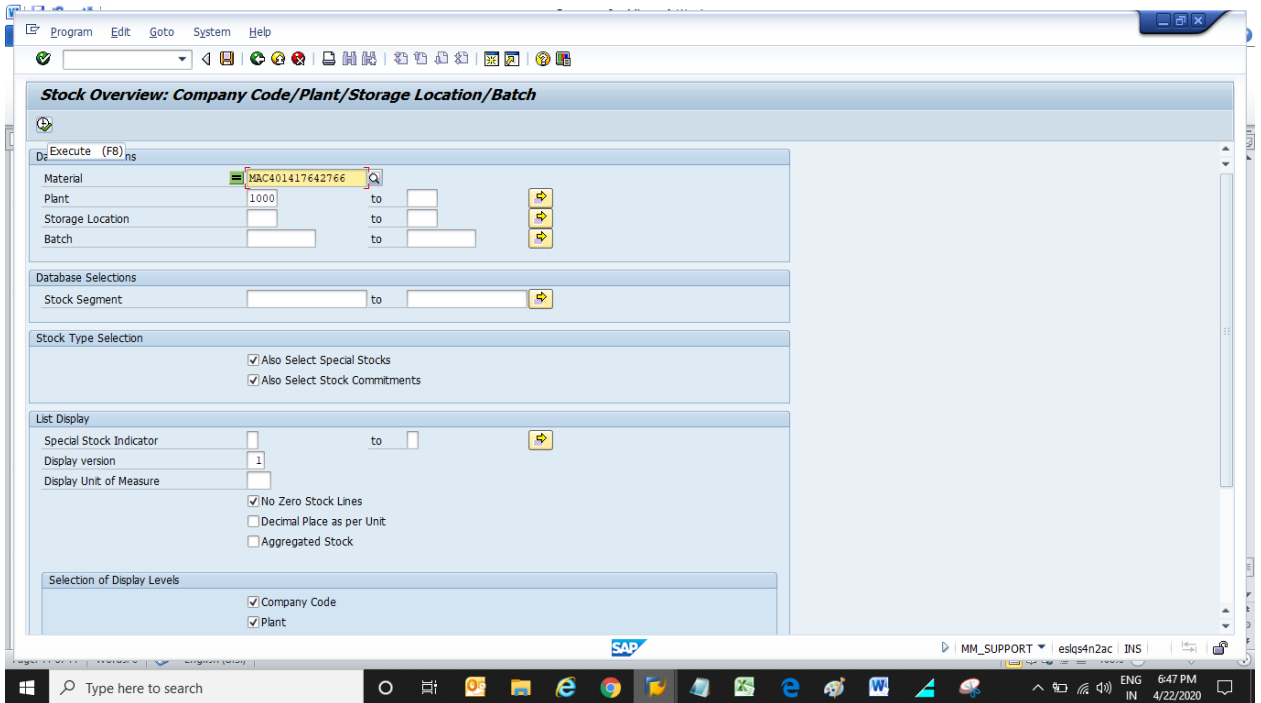 Program Edit Goto System Help
Stock Overview: Company Code/Plant/Storage Location/Batch
Execute (F8)
Material MAC401417642766
Plant 1000 to
Storage Location to
Batch to
Database Selections
Stock Segment to
Stock Type Selection
Also Select Special Stocks
Also Select Stock Commitments
List Display
Special Stock Indicator to
Display version 1
Display Unit of Measure
No Zero Stock Lines
Decimal Place as per Unit
Aggregated Stock
Selection of Display Levels
Company Code
Plant
SAP MM_SUPPORT eslqs4n2ac INS
Type here to search
ENG 6:47 PM
IN 4/22/2020